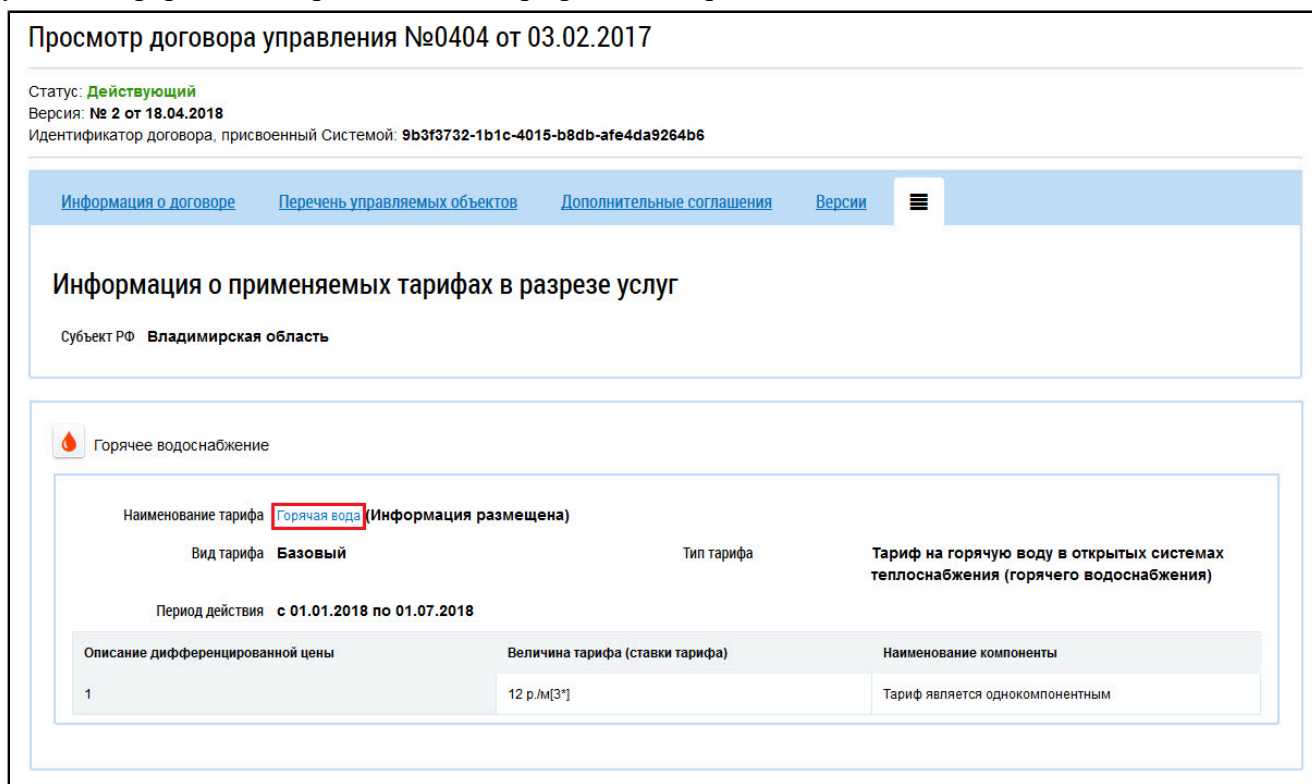 Просмотр договора управления №0404 от 03.02.2017
Статус: Действующий
Версия: № 2 от 18.04.2018
Идентификатор договора, присвоенный Системой: 9b3f3732-1b1c-4015-b8db-afe4da9264b6
Информация о договоре Перечень управляемых объектов Дополнительные соглашения Версии
Информация о применяемых тарифах в разрезе услуг
Субъект РФ Владимирская область
Горячее водоснабжение
Наименование тарифа Горячая вода (Информация размещена)
Вид тарифа Базовый Тип тарифа Тариф на горячую воду в открытых системах
теплоснабжения (горячего водоснабжения)
Период действия с 01.01.2018 по 01.07.2018
Описание дифференцированной цены Величина тарифа (ставки тарифа) Наименование компоненты
1 12 р./м[3*] Тариф является однокомпонентным